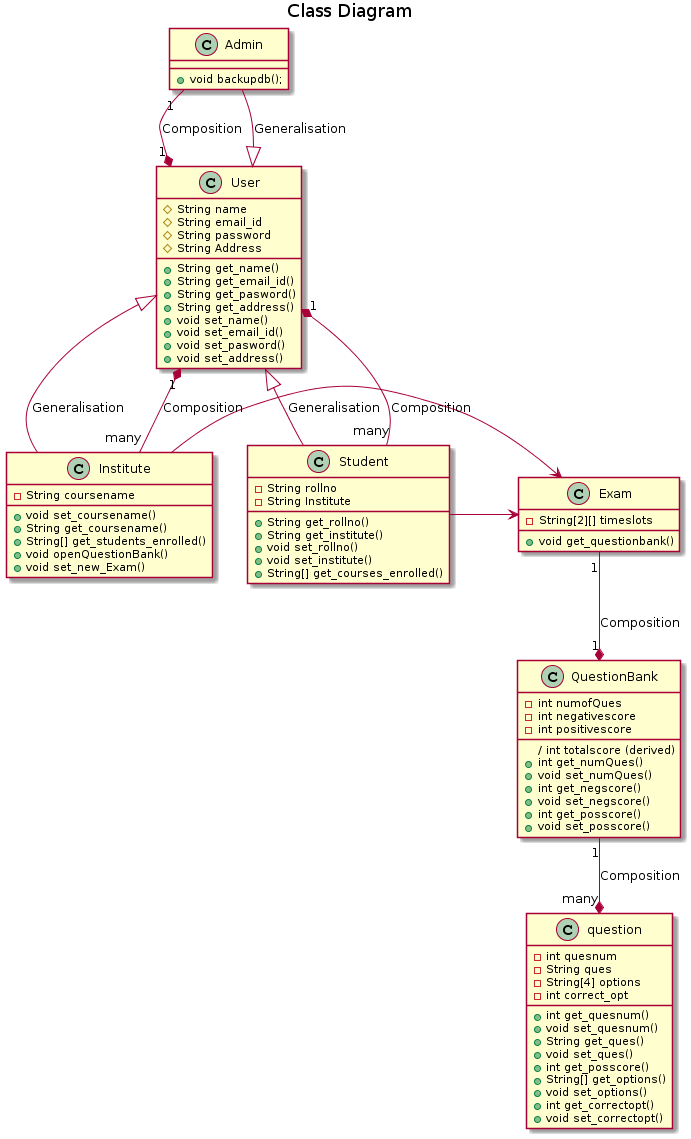 Class Diagram
C Admin
void backupdb();
1
Composition
Generalisation
1
C User
String name
String email_id
String password
String Address
String get_name()
String get_email_id()
String get_pasword()
String get_address()
void set_name()
void set_email_id()
void set_pasword()
void set_address()
1
1
Generalisation
Composition
Generalisation
Composition
many
many
C Institute
String coursename
void set_coursename()
String get_coursename()
String[] get_students_enrolled()
void openQuestionBank()
void set_new_Exam()
C Student
String rollno
String Institute
String get_rollno()
String get_institute()
void set_rollno()
void set_institute()
String[] get_courses_enrolled()
C Exam
String[2][] timeslots
void get_questionbank()
1
Composition
1
C QuestionBank
int numofQues
int negativescore
int positivescore
/ int totalscore (derived)
int get_numQues()
void set_numQues()
int get_negscore()
void set_negscore()
int get_posscore()
void set_posscore()
1
Composition
many
C question
int quesnum
String ques
String[4] options
int correct_opt
int get_quesnum()
void set_quesnum()
String get_ques()
void set_ques()
int get_posscore()
String[] get_options()
void set_options()
int get_correctopt()
void set_correctopt()